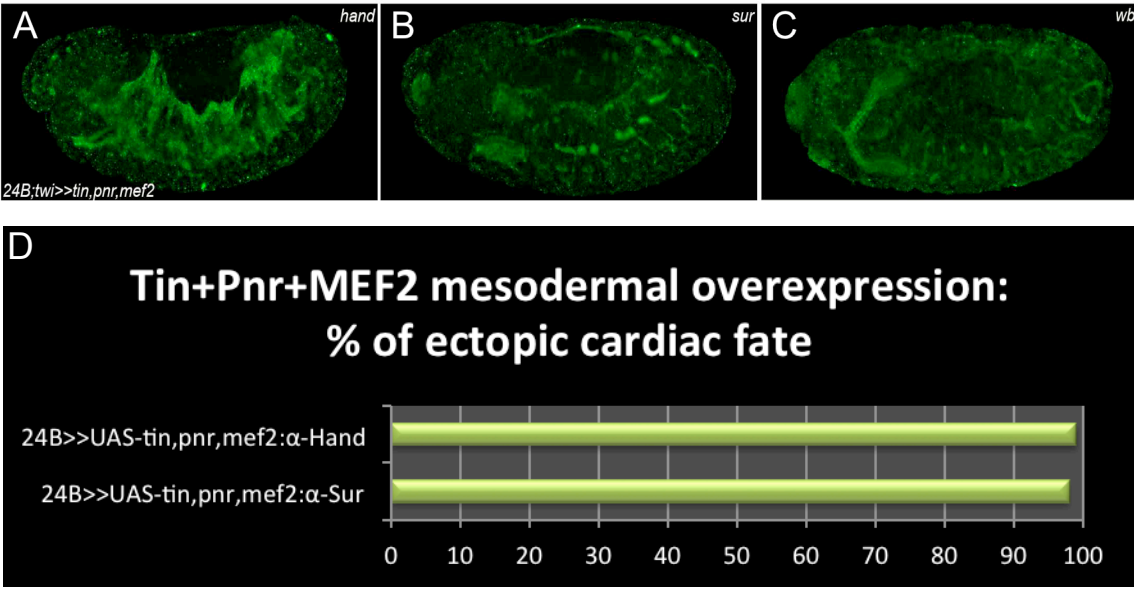 A
hand
24B;twi>>tin,pnr,mef2
B
sur
C
wb
D
Tin+Pnr+MEF2 mesodermal overexpression:
% of ectopic cardiac fate
24B>>UAS-tin,pnr,mef2:α-Hand
24B>>UAS-tin,pnr,mef2:α-Sur
0 10 20 30 40 50 60 70 80 90 100